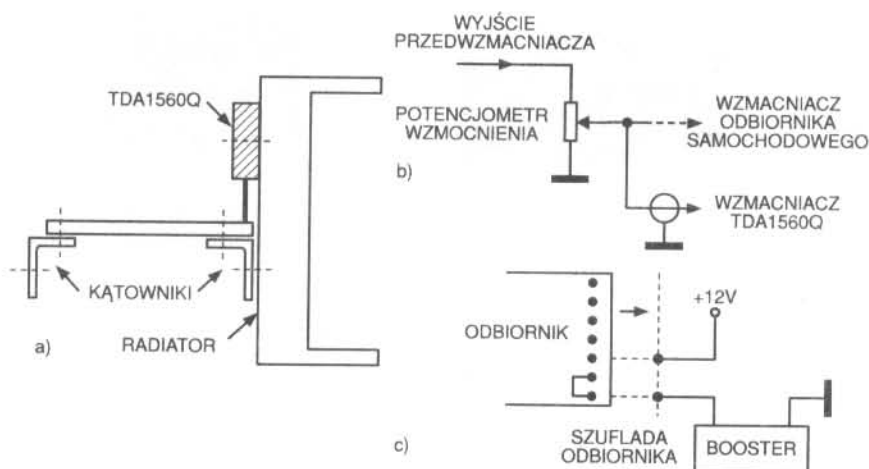 TDA1560Q
KĄTOWNIKI
RADIATOR
a)
WYJŚCIE
PRZEDWZMACNIACZA
POTENCJOMETR
WZMOCNIENIA
WZMACNIACZ
ODBIORNIKA
SAMOCHODOWEGO
b)
WZMACNIACZ
TDA1560Q
ODBIORNIK
+12V
SZUFLADA
ODBIORNIKA
BOOSTER
c)